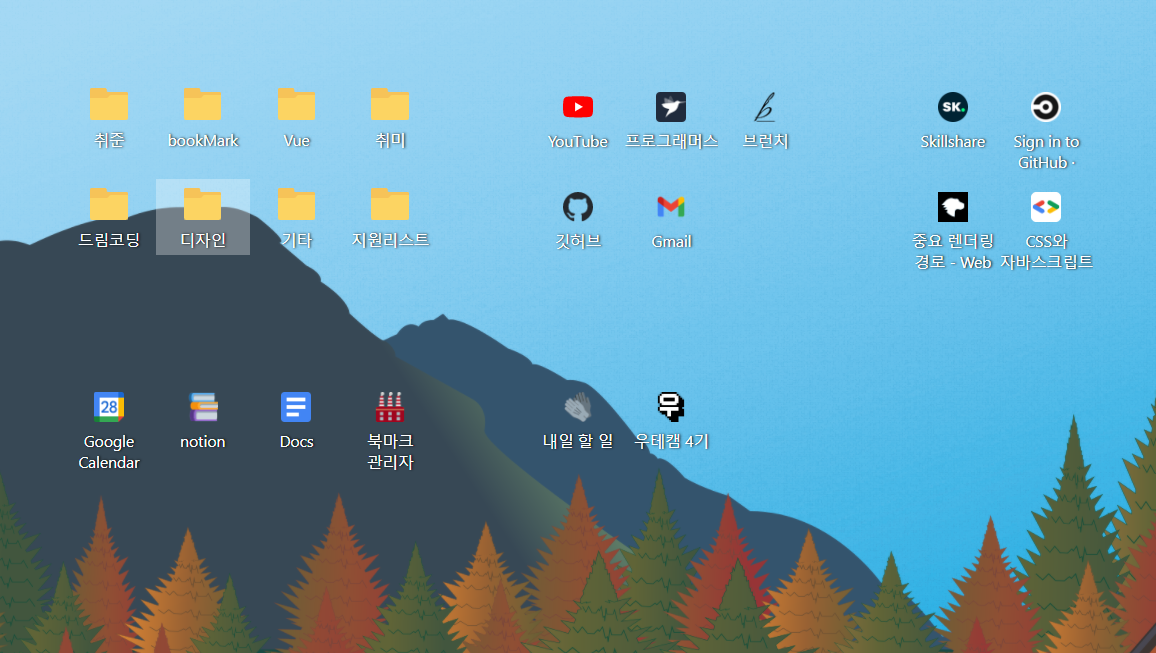 취준
bookMark
Vue
취미
YouTube
프로그래머스
브런치
SK.
Skillshare
Sign in to
GitHub ·
드림코딩
디자인
기타
지원리스트
깃허브
Gmail
중요 렌더링
경로 - Web
CSS와
자바스크립트
28
Google
Calendar
notion
Docs
북마크
관리자
내일 할 일
우테캠 4기